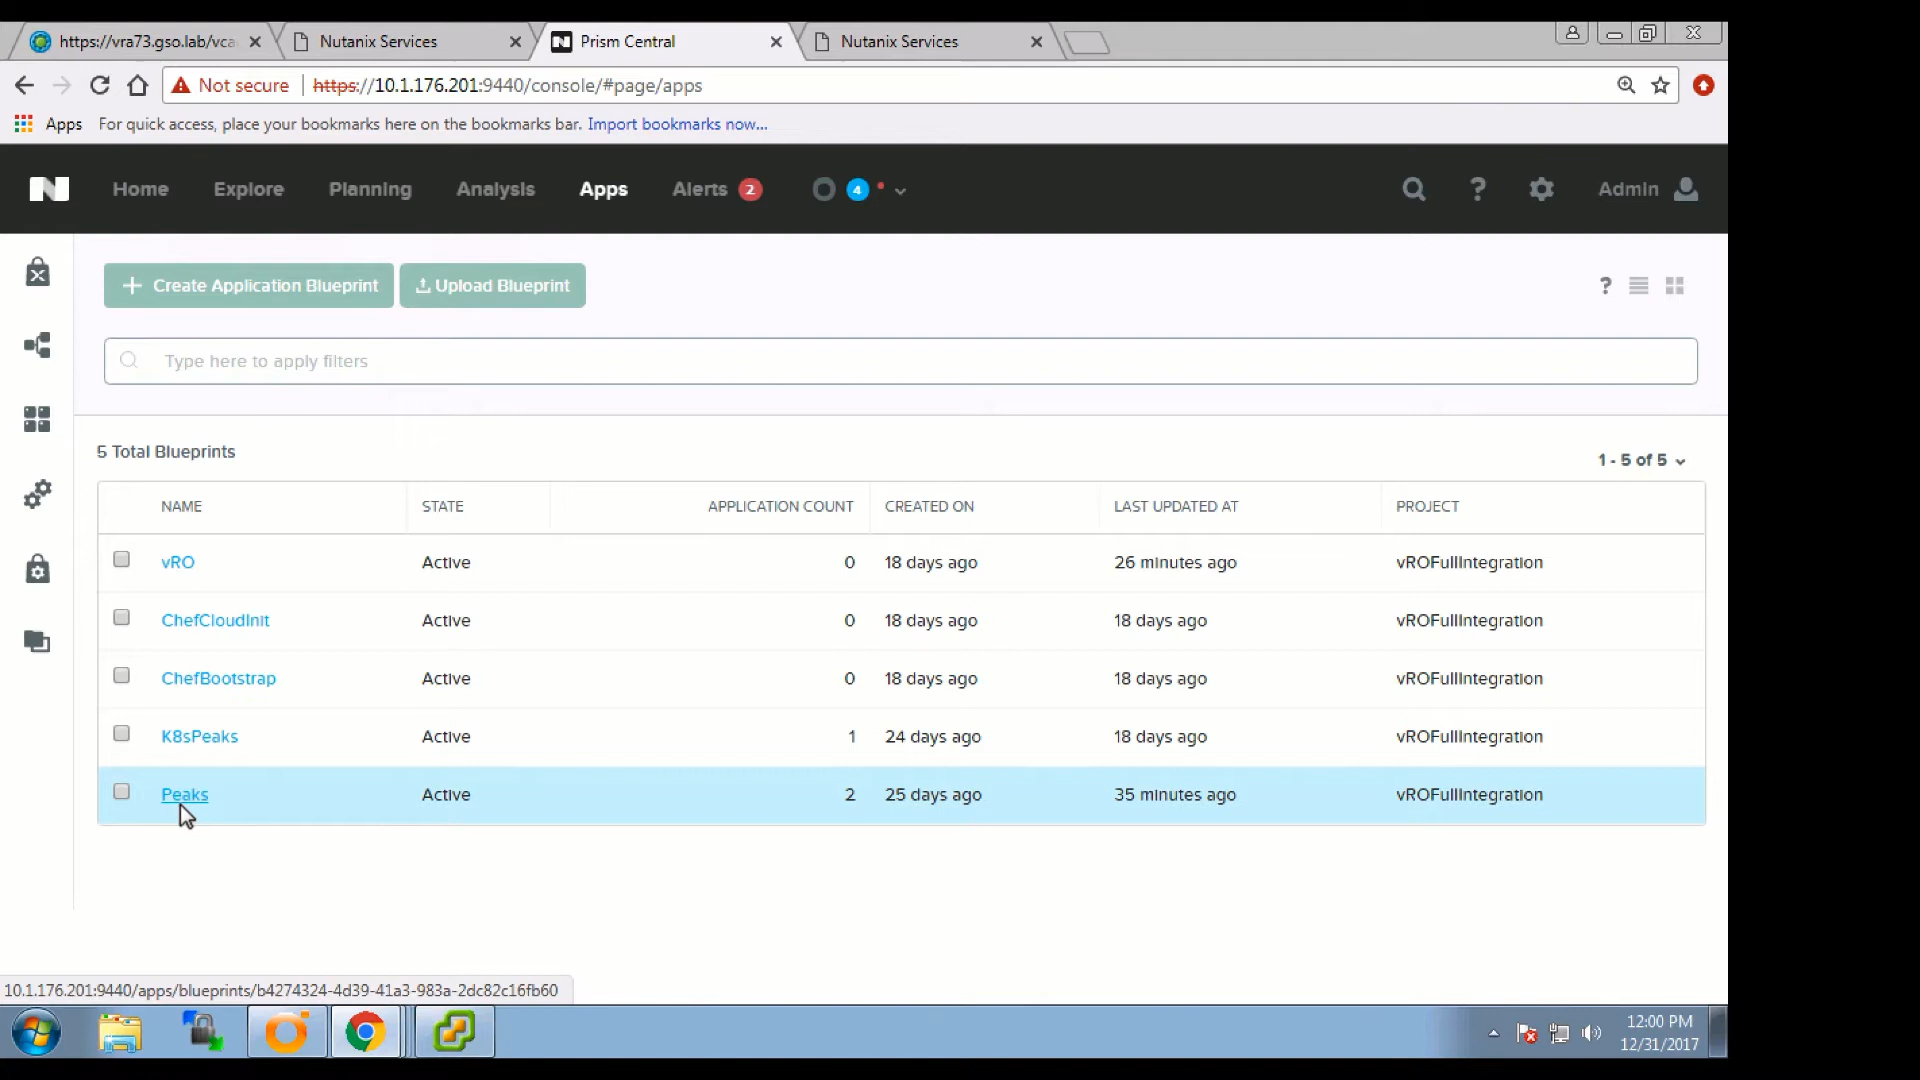 https://vra73.gso.lab/vca
Nutanix Services
Prism Central
Nutanix Services
Not secure https://10.1.176.201:9440/console/#page/apps
Apps For quick access, place your bookmarks here on the bookmarks bar. Import bookmarks now...
Home Explore Planning Analysis Apps Alerts 2 4 ? Admin
+ Create Application Blueprint Upload Blueprint ?
Type here to apply filters
5 Total Blueprints
1 - 5 of 5
NAME STATE APPLICATION COUNT CREATED ON LAST UPDATED AT PROJECT
vRO Active 0 18 days ago 26 minutes ago vROFullIntegration
ChefCloudInit Active 0 18 days ago 18 days ago vROFullIntegration
ChefBootstrap Active 0 18 days ago 18 days ago vROFullIntegration
K8sPeaks Active 1 24 days ago 18 days ago vROFullIntegration
Peaks Active 2 25 days ago 35 minutes ago vROFullIntegration
10.1.176.201:9440/apps/blueprints/b4274324-4d39-41a3-983a-2dc82c16fb60
12:00 PM
12/31/2017